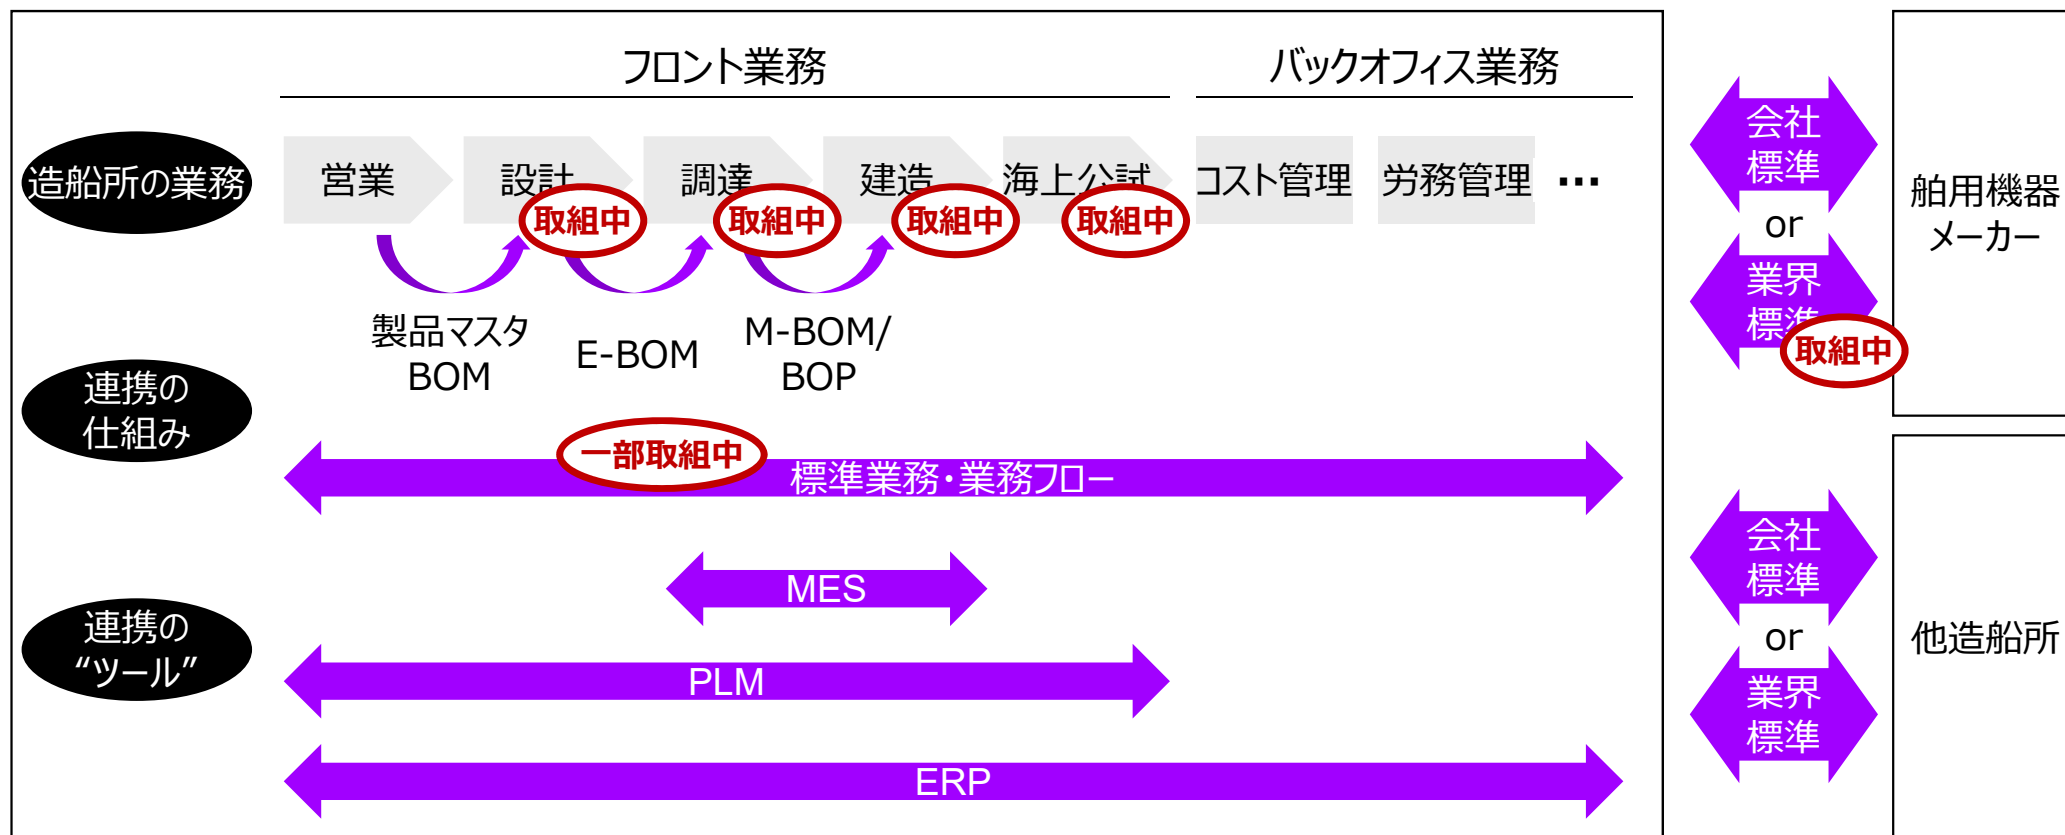 フロント業務
バックオフィス業務
造船所の業務
営業
設計
調達
建造
海上公試
コスト管理
労務管理
…
取組中
取組中
取組中
取組中
製品マスタ
BOM
E-BOM
M-BOM/
BOP
連携の
仕組み
一部取組中
標準業務・業務フロー
連携の
“ツール”
MES
PLM
ERP
会社
標準
or
業界
標準
取組中
舶用機器
メーカー
会社
標準
or
業界
標準
他造船所